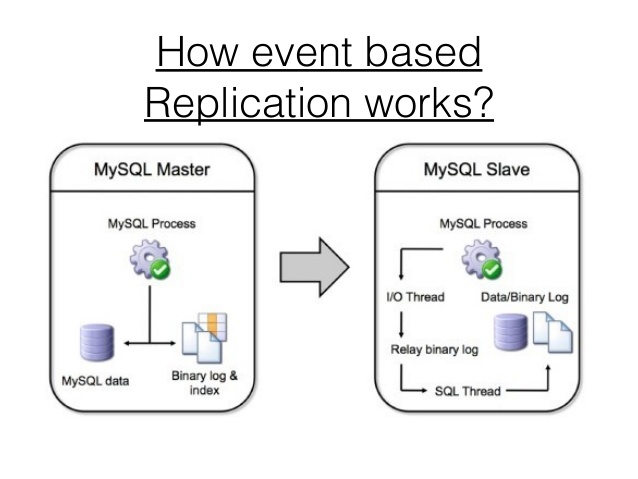 How event based
Replication works?
MySQL Master
MySQL Process
MySQL data
Binary log &
index
MySQL Slave
MySQL Process
I/O Thread
Data/Binary Log
Relay binary log
SQL Thread